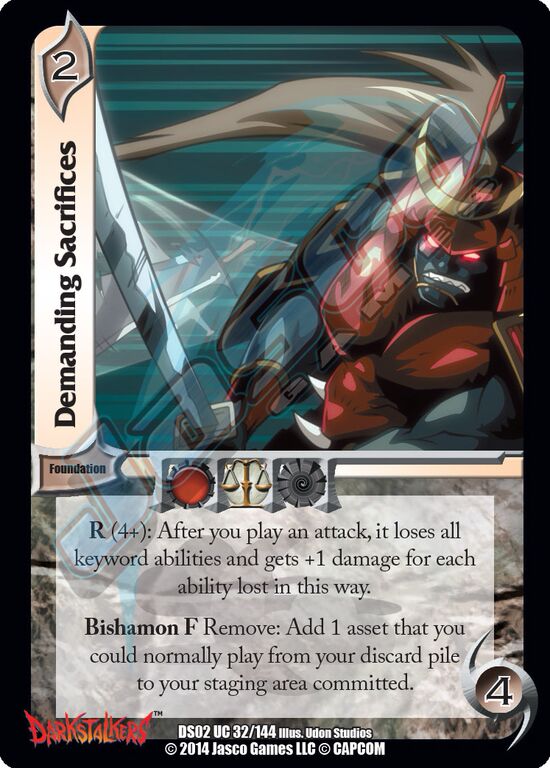 2
Demanding Sacrifices
Foundation
R (4+): After you play an attack, it loses all
keyword abilities and gets +1 damage for each
ability lost in this way.
Bishamon F Remove: Add 1 asset that you
could normally play from your discard pile
to your staging area committed.
4
DARKSTALKERS™
DS02 UC 32/144 Illus. Udon Studios
© 2014 Jasco Games LLC © CAPCOM